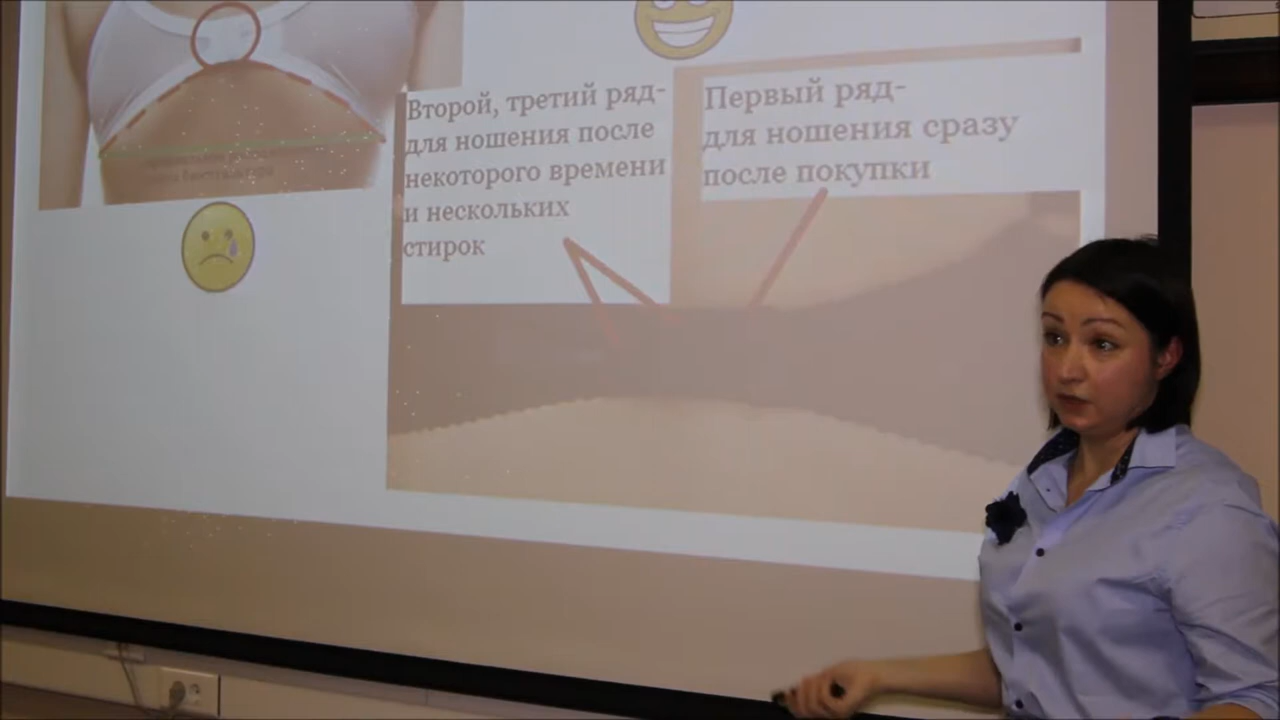 Второй, третий ряд-
для ношения после
некоторого времени
и нескольких
стирок
Первый ряд-
для ношения сразу
после покупки